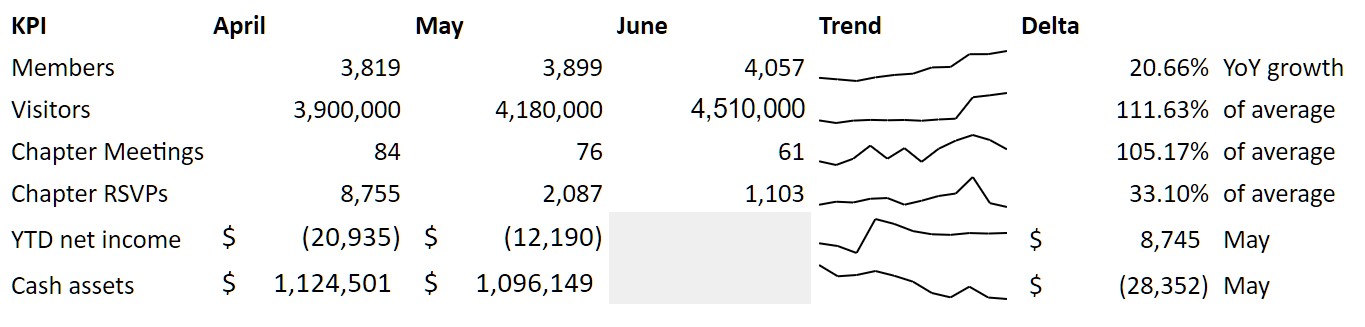 KPI April May June Trend Delta
Members 3,819 3,899 4,057 20.66% YoY growth
Visitors 3,900,000 4,180,000 4,510,000 111.63% of average
Chapter Meetings 84 76 61 105.17% of average
Chapter RSVPs 8,755 2,087 1,103 33.10% of average
YTD net income $ (20,935) $ (12,190) $ 8,745 May
Cash assets $ 1,124,501 $ 1,096,149 $ (28,352) May